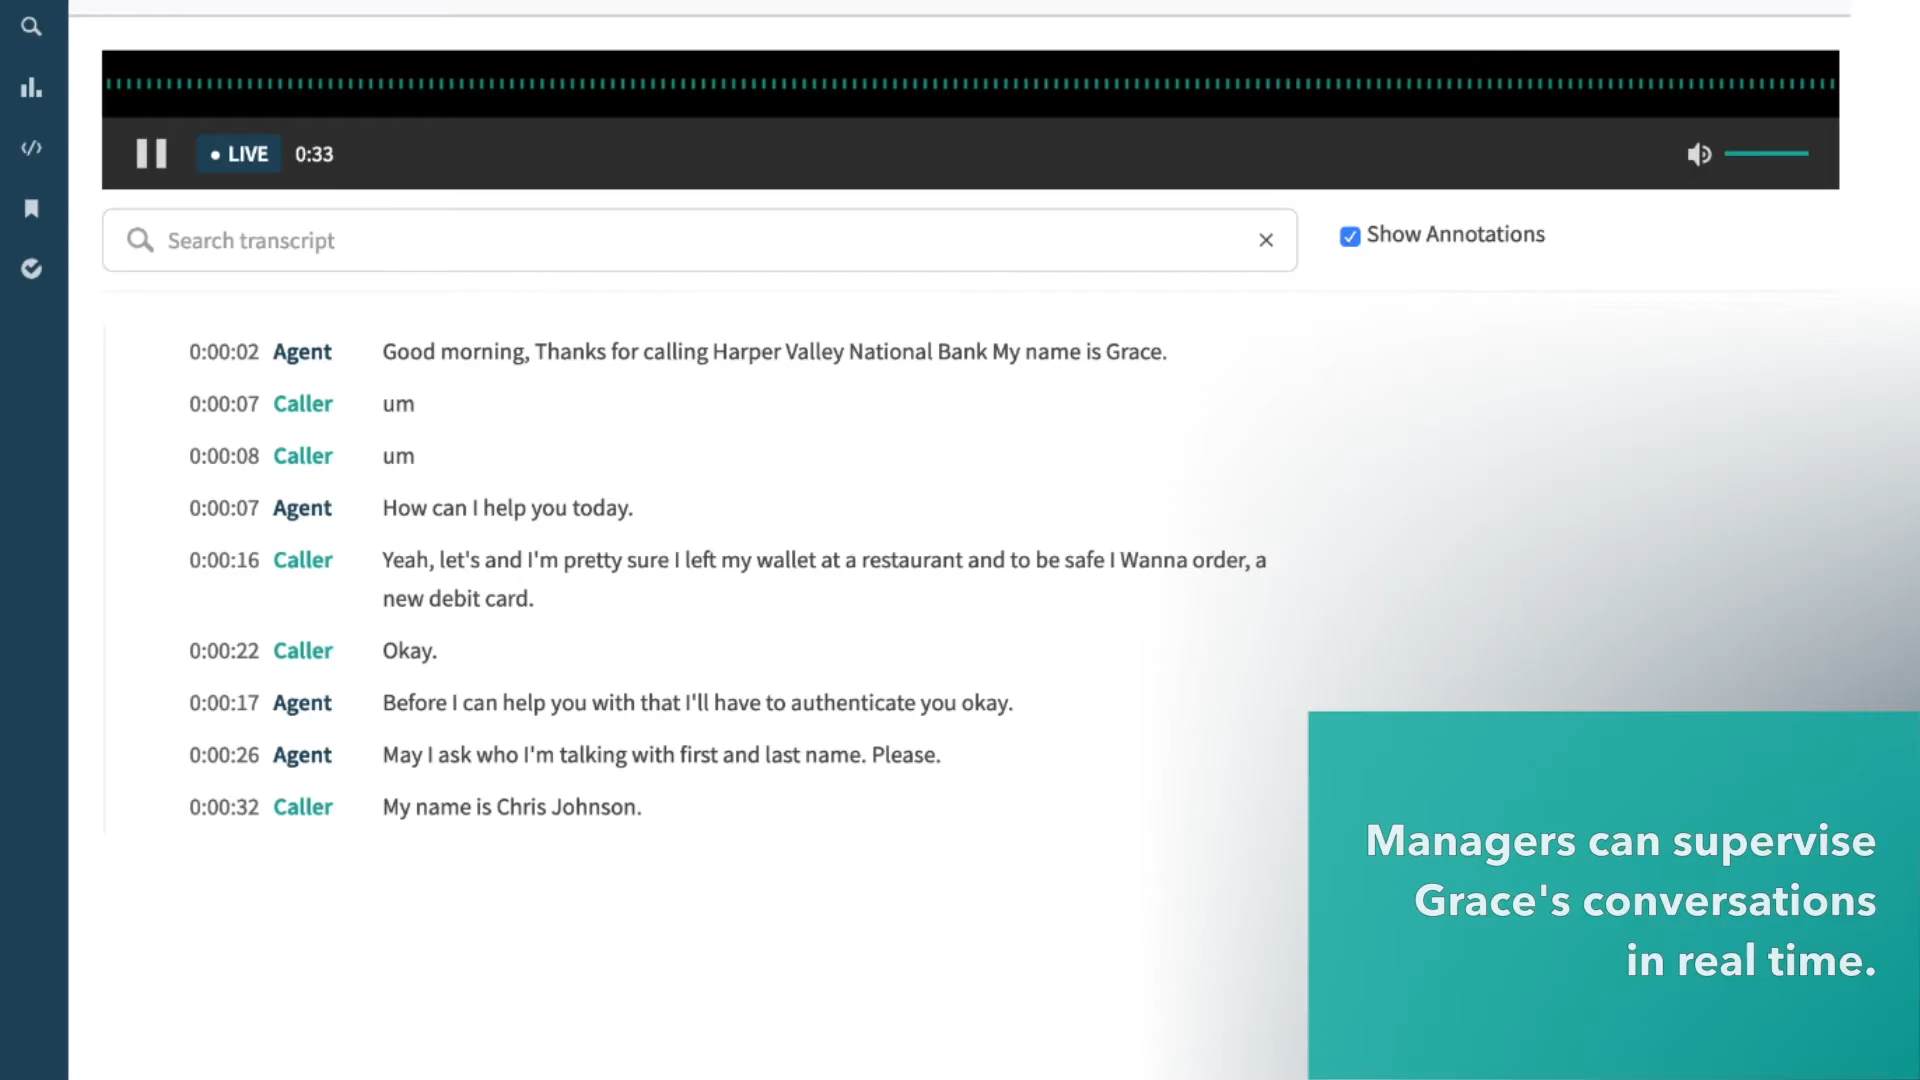 • LIVE 0:33
Search transcript
Show Annotations
0:00:02 Agent Good morning, Thanks for calling Harper Valley National Bank My name is Grace.
0:00:07 Caller um
0:00:08 Caller um
0:00:07 Agent How can I help you today.
0:00:16 Caller Yeah, let's and I'm pretty sure I left my wallet at a restaurant and to be safe I Wanna order, a
new debit card.
0:00:22 Caller Okay.
0:00:17 Agent Before I can help you with that I'll have to authenticate you okay.
0:00:26 Agent May I ask who I'm talking with first and last name. Please.
0:00:32 Caller My name is Chris Johnson.
Managers can supervise
Grace's conversations
in real time.